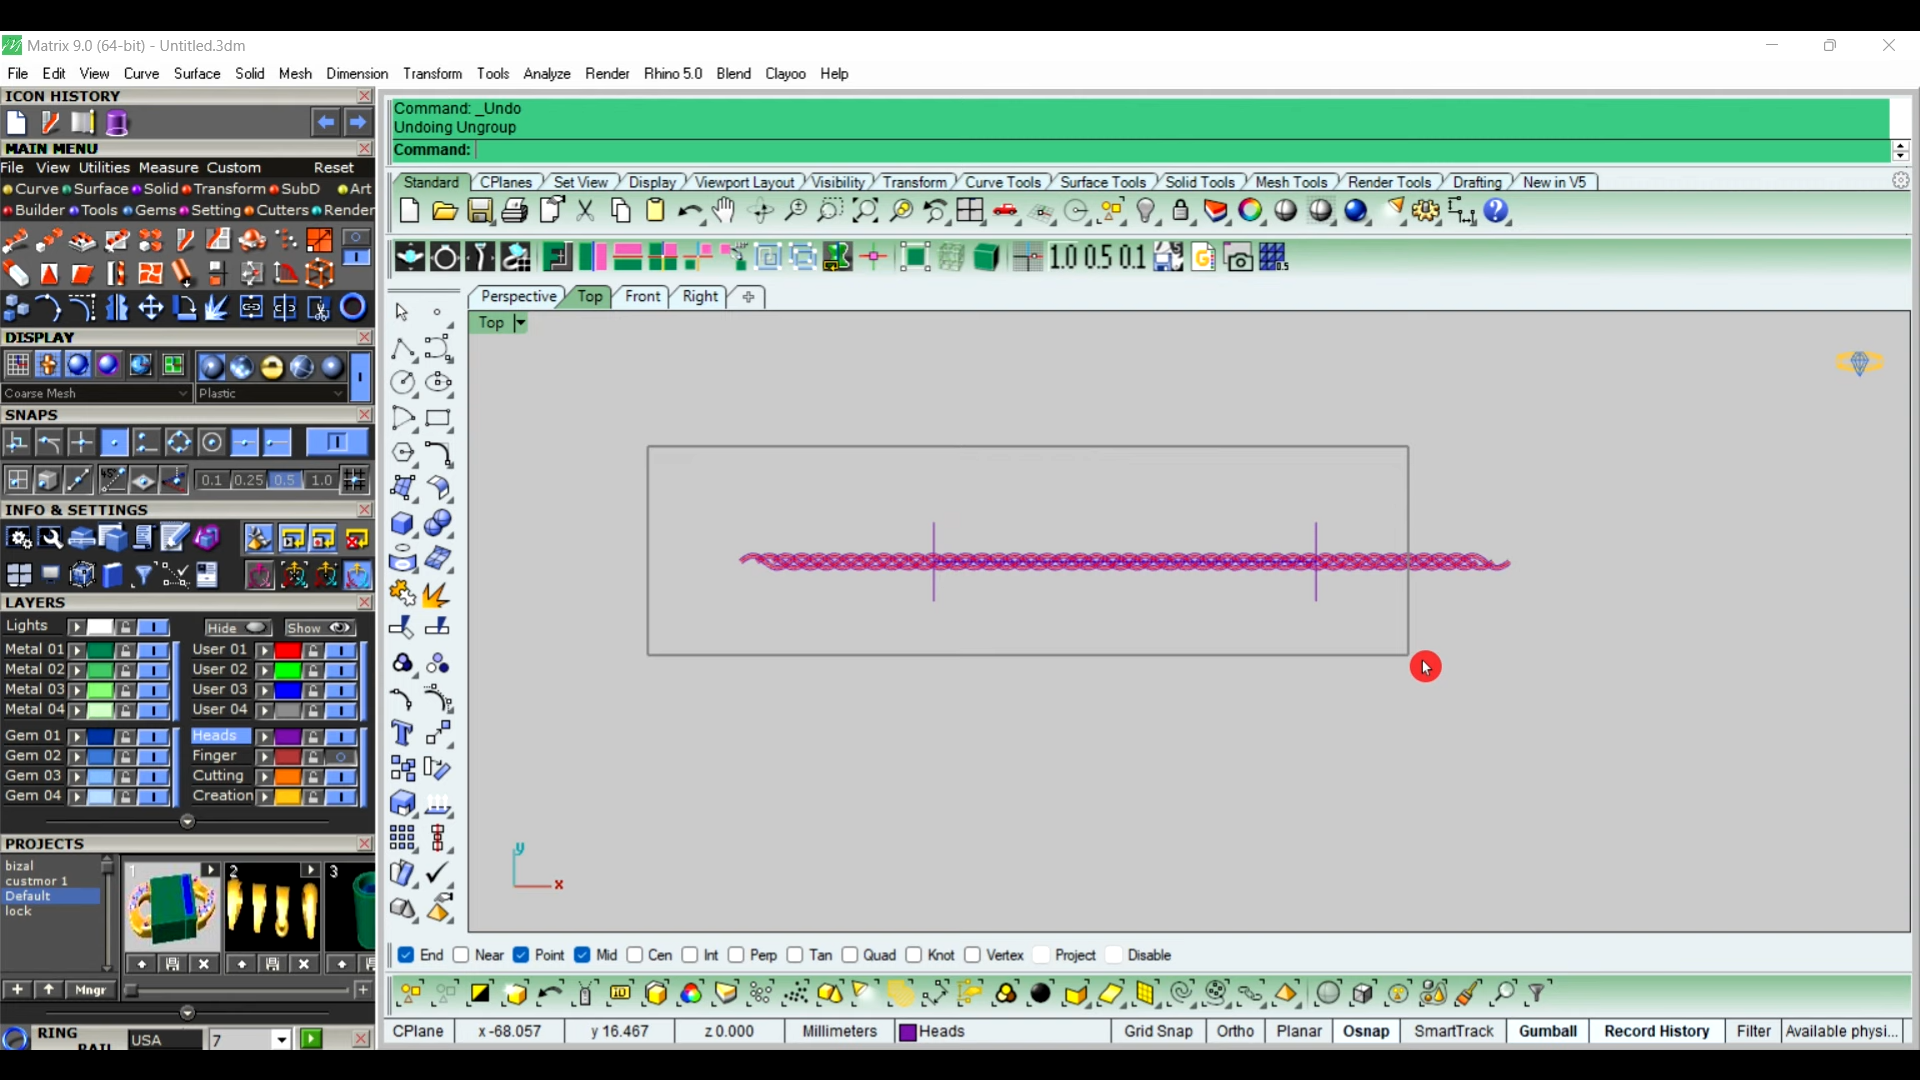 Matrix 9.0 (64-bit) - Untitled.3dm
File Edit View Curve Surface Solid Mesh Dimension Transform Tools Analyze Render Rhino 5.0 Blend Clayoo Help
ICON HISTORY
Command: _Undo
Undoing Ungroup
Command:
MAIN MENU
File View Utilities Measure Custom Reset
Curve Surface Solid Transform SubD Art
Builder Tools Gems Setting Cutters Render
Standard CPlanes Set View Display Viewport Layout Visibility Transform Curve Tools Surface Tools Solid Tools Mesh Tools Render Tools Drafting New in V5
1.0 0.5 0.1
Perspective Top Front Right
Top
DISPLAY
Coarse Mesh Plastic
SNAPS
0.1 0.25 0.5 1.0
INFO & SETTINGS
LAYERS
Lights Hide Show
Metal 01 User 01
Metal 02 User 02
Metal 03 User 03
Metal 04 User 04
Gem 01 Heads
Gem 02 Finger
Gem 03 Cutting
Gem 04 Creation
y
x
PROJECTS
bizal
custmor 1
Default
lock
1 2 3
Mngr
RING
RAIL USA 7
End Near Point Mid Cen Int Perp Tan Quad Knot Vertex Project Disable
CPlane x -68.057 y 16.467 z 0.000 Millimeters Heads Grid Snap Ortho Planar Osnap SmartTrack Gumball Record History Filter Available physi...